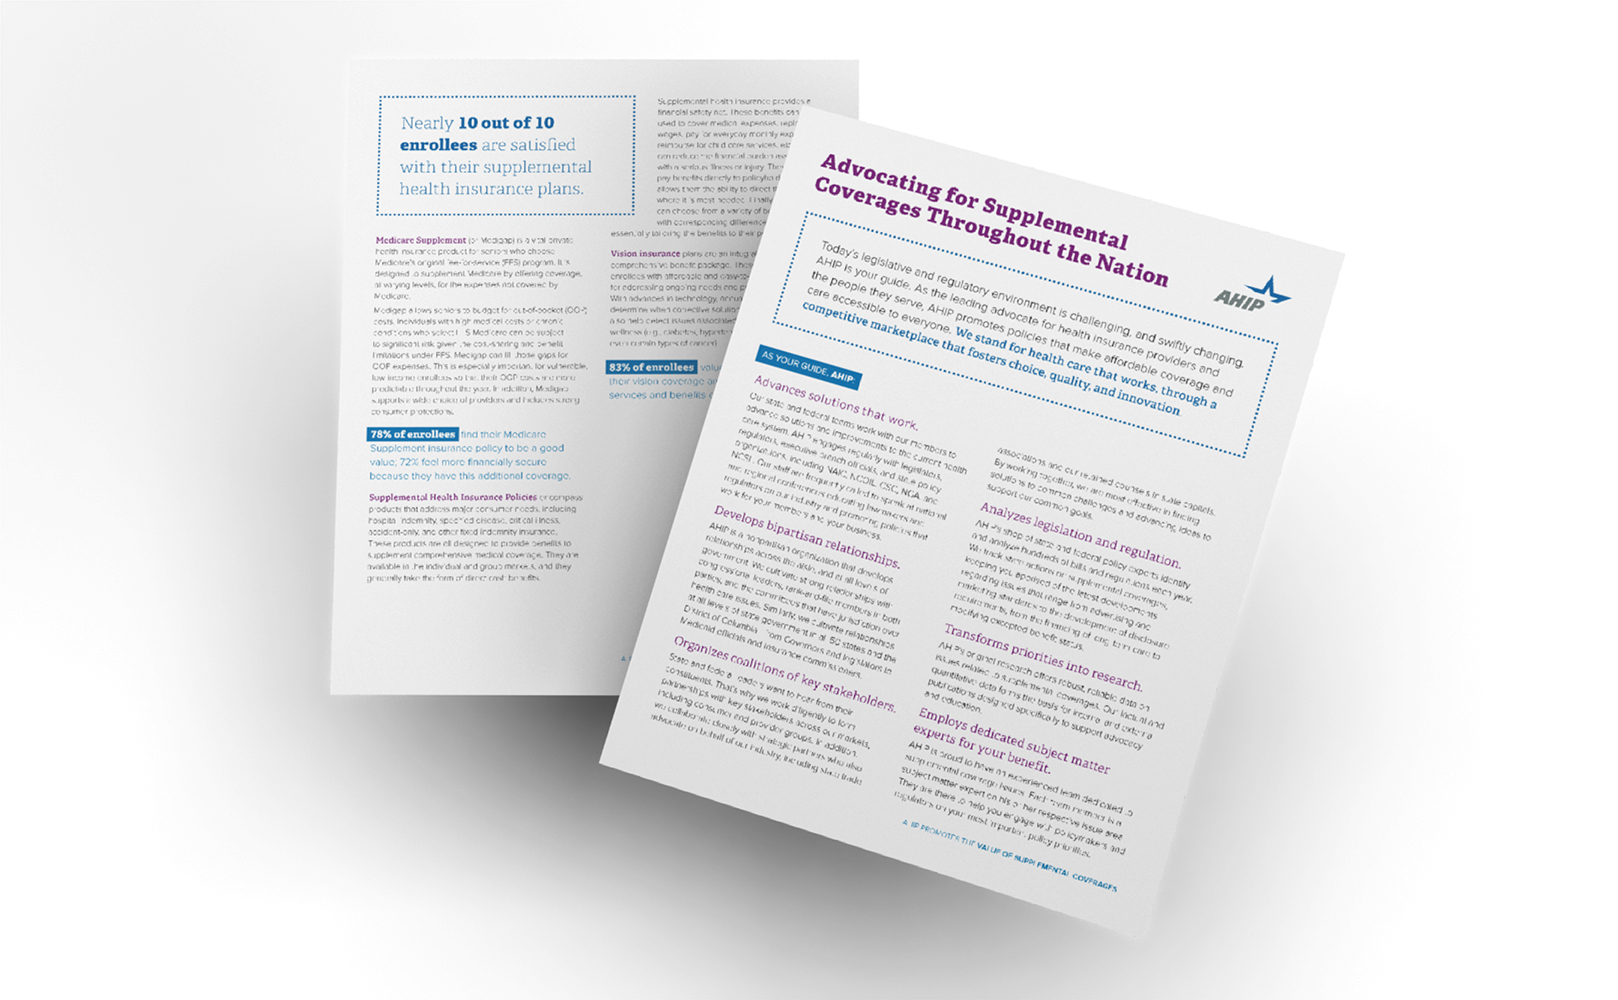 Nearly 10 out of 10
enrollees are satisfied
with their supplemental
health insurance plans.
Medicare Supplement (or Medigap) is a vital private
health insurance product for seniors who choose
Medicare's original fee-for-service (FFS) program. It is
designed to supplement Medicare by offering coverage,
at varying levels, for the expenses not covered by
Medicare.
Medigap allows seniors to budget for out-of-pocket (OOP)
costs. Individuals with high medical costs or chronic
conditions who select FFS Medicare can be subject
to significant risk given the cost-sharing and benefit
limitations under FFS. Medigap can fill those gaps for
OOP expenses. This is especially important for vulnerable,
low income enrollees so that their OOP costs are more
predictable throughout the year. In addition, Medigap
supports a wide choice of providers and includes strong
consumer protections.
78% of enrollees find their Medicare
Supplement insurance policy to be a good
value; 72% feel more financially secure
because they have this additional coverage.
Supplemental Health Insurance Policies encompass
products that address major consumer needs, including
hospital indemnity, specified disease, critical illness,
accident-only, and other fixed indemnity insurance.
These products are all designed to provide benefits to
supplement comprehensive medical coverage. They are
available in the individual and group markets, and they
generally take the form of direct cash benefits.
Supplemental health insurance provides a
financial safety net. These benefits can
used to cover medical expenses,
wages, pay for everyday monthly
reimburse for child care services,
can reduce the financial burden
with a serious illness or injury.
pay benefits directly to
allows them the ability to direct
where it is most needed. Finally
can choose from a variety of
with corresponding
essentially tailoring the benefits to their
Vision insurance plans are an
comprehensive benefit package.
enrollees with affordable and
for addressing ongoing needs and
With advances in technology,
determine when corrective
also help detect issues associated
wellness (e.g., diabetes,
even certain types of cancer)
83% of enrollees
their vision coverage
services and benefits
Advocating for Supplemental
Coverages Throughout the Nation
AHIP
Today's legislative and regulatory environment is challenging, and swiftly changing.
AHIP is your guide. As the leading advocate for health insurance providers and
the people they serve, AHIP promotes policies that make affordable coverage and
care accessible to everyone. We stand for health care that works, through a
competitive marketplace that fosters choice, quality, and innovation.
AS YOUR GUIDE, AHIP:
Advances solutions that work.
Our state and federal teams work with our members to
advance solutions and improvements to the current health
care system. AHIP engages regularly with legislators,
regulators, executive branch officials, and state policy
organizations, including NAIC, NCOIL, CSG, NGA, and
NCSL. Our staff are frequently called to speak at national
and regional conferences educating lawmakers and
regulators on our industry and promoting policies that
work for your members and your business.
Develops bipartisan relationships.
AHIP is a nonpartisan organization that develops
relationships across the aisle, and at all levels of
government. We cultivate strong relationships with
congressional leaders, rank-and-file members in both
parties, and the committees that have jurisdiction over
health care issues. Similarly, we cultivate relationships
at all levels of state government in all 50 states and the
District of Columbia from Governors and legislators to
Medicaid officials and insurance commissioners.
Organizes coalitions of key stakeholders.
State and federal leaders want to hear from their
constituents. That's why we work diligently to form
partnerships with key stakeholders across our markets,
including consumer and provider groups. In addition,
we collaborate closely with strategic partners who also
advocate on behalf of our industry, including state trade
associations and our retained counsels in state capitals.
By working together, we are most effective in finding
solutions to common challenges and advancing ideas to
support our common goals.
Analyzes legislation and regulation.
AHIP's shop of state and federal policy experts identify
and analyze hundreds of bills and regulations each year.
We track state actions on supplemental coverages,
keeping you apprised of the latest developments
regarding issues that range from advertising and
marketing standards to the development of disclosure
requirements, from the financing of long-term care to
modifying excepted benefit status.
Transforms priorities into research.
AHIP's original research offers robust, reliable data on
issues related to supplemental coverages. Our factual and
quantitative data forms the basis for internal and external
publications designed specifically to support advocacy
and education.
Employs dedicated subject matter
experts for your benefit.
AHIP is proud to have an experienced team dedicated to
supplemental coverage issues. Each team member is a
subject matter expert on his or her respective issue area.
They are there to help you engage with policymakers and
regulators on your most important policy priorities.
AHIP PROMOTES THE VALUE OF SUPPLEMENTAL COVERAGES